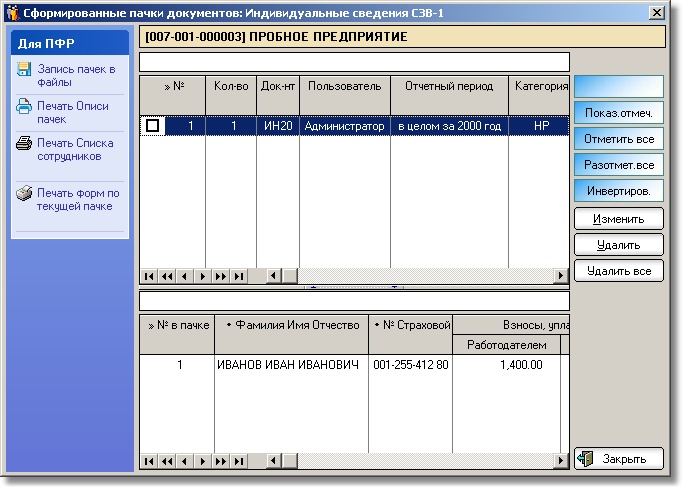 Сформированные пачки документов: Индивидуальные сведения СЗВ-1
Для ПФР
Запись пачек в
файлы
Печать Описи
пачек
Печать Списка
сотрудников
Печать форм по
текущей пачке
[007-001-000003] ПРОБНОЕ ПРЕДПРИЯТИЕ
» № Кол-во Док-нт Пользователь Отчетный период Категория
1 1 ИН20 Администратор в целом за 2000 год НР
Показ.отмеч.
Отметить все
Разотмет.все
Инвертиров.
Изменить
Удалить
Удалить все
» № в пачке • Фамилия Имя Отчество • № Страховой Взносы, упла
Работодателем
1 ИВАНОВ ИВАН ИВАНОВИЧ 001-255-412 80 1,400.00
Закрыть